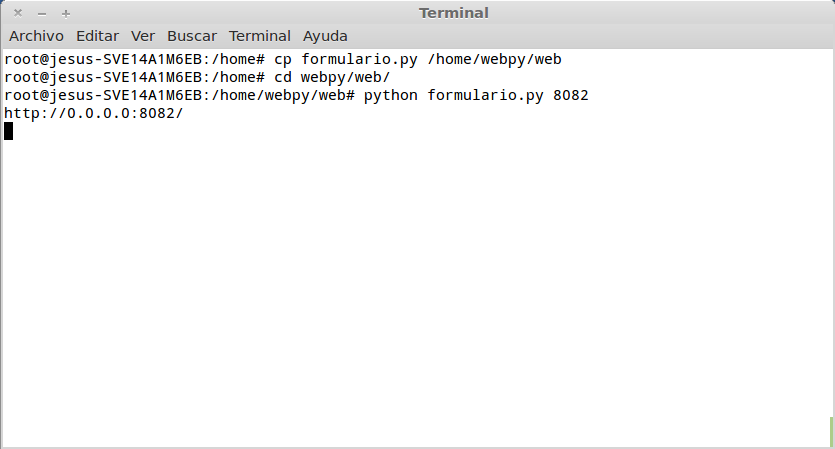 Terminal
Archivo Editar Ver Buscar Terminal Ayuda
root@jesus-SVE14A1M6EB:/home# cp formulario.py /home/webpy/web
root@jesus-SVE14A1M6EB:/home# cd webpy/web/
root@jesus-SVE14A1M6EB:/home/webpy/web# python formulario.py 8082
http://0.0.0.0:8082/